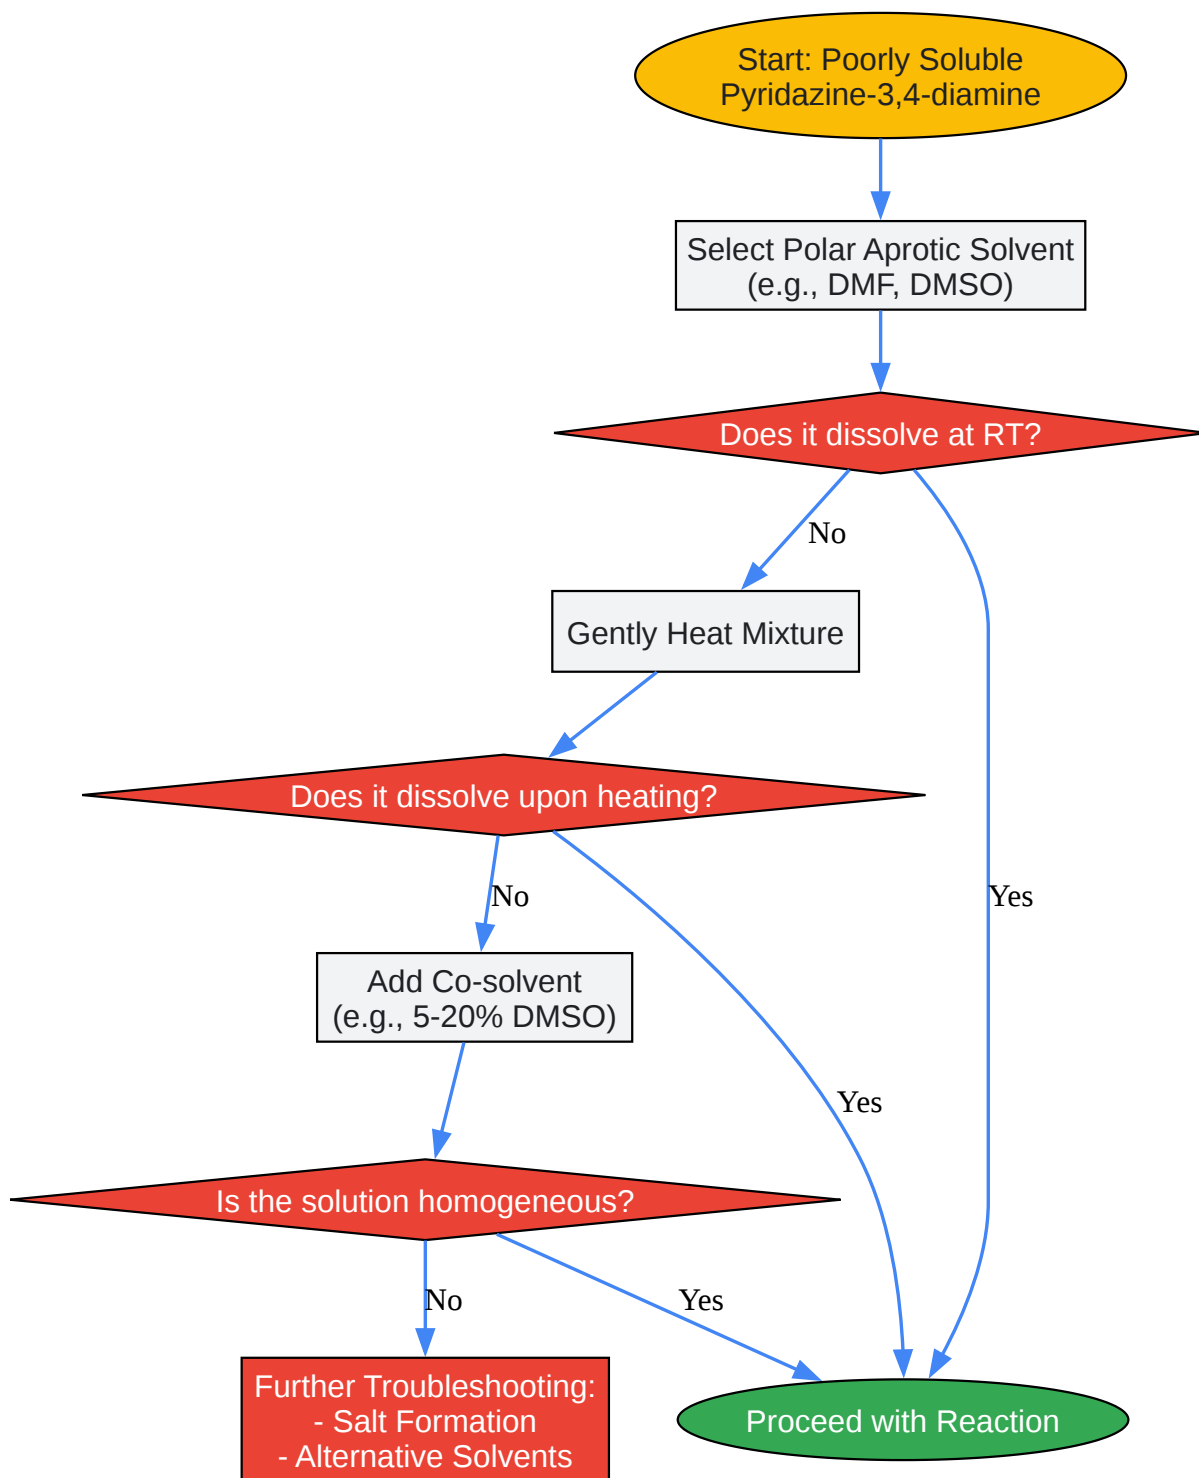 Start: Poorly Soluble
Pyridazine-3,4-diamine
Select Polar Aprotic Solvent
(e.g., DMF, DMSO)
Does it dissolve at RT?
No
Gently Heat Mixture
Does it dissolve upon heating?
No
Yes
Add Co-solvent
(e.g., 5-20% DMSO)
Yes
Is the solution homogeneous?
No
Yes
Further Troubleshooting:
- Salt Formation
- Alternative Solvents
Proceed with Reaction